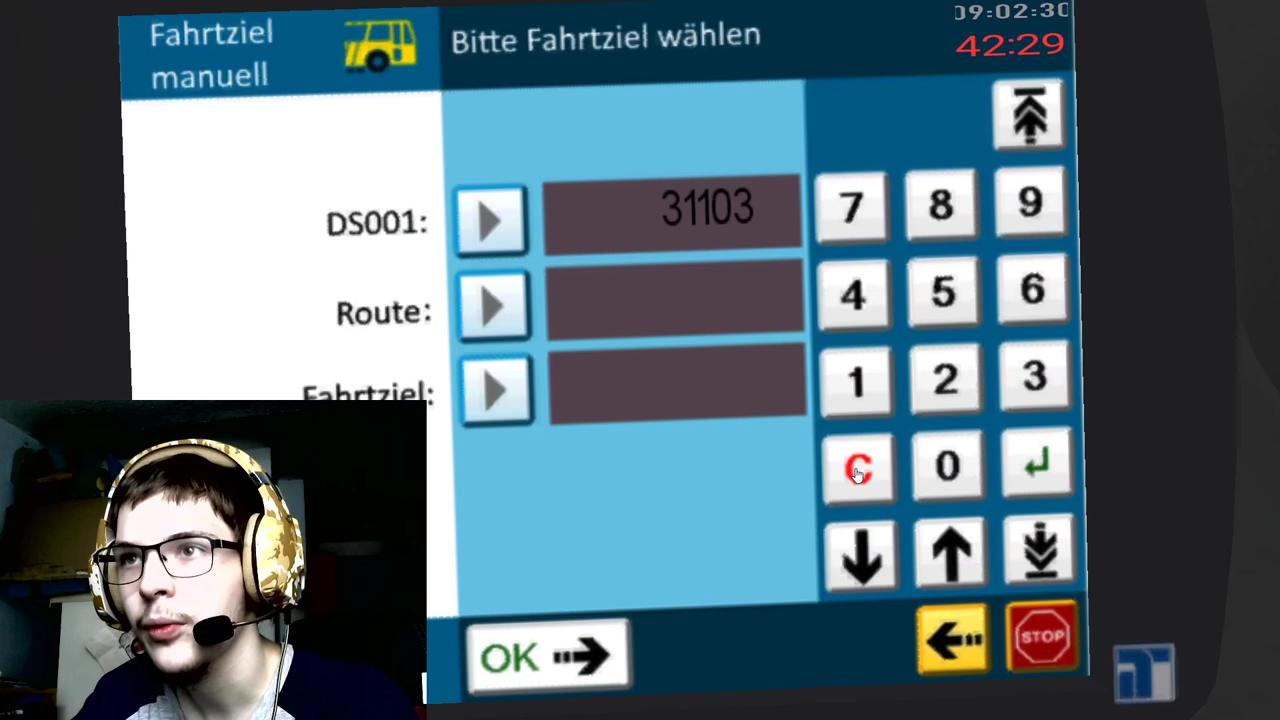 Fahrtziel
manuell
Bitte Fahrtziel wählen
09:02:30
42:29
DS001:
31103
Route:
Fahrtziel:
7 8 9
4 5 6
1 2 3
C 0
OK
STOP